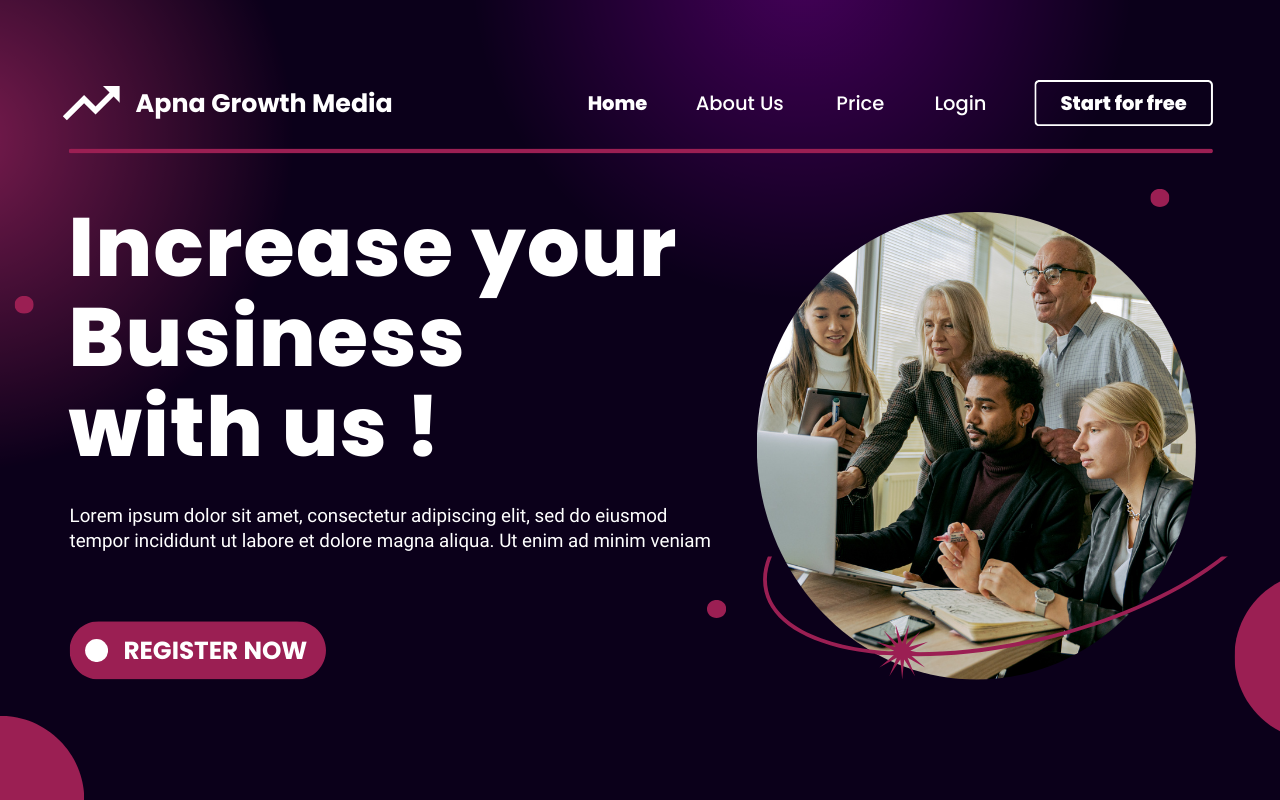 Apna Growth Media
Home
About Us
Price
Login
Start for free
Increase your
Business
with us !
Lorem ipsum dolor sit amet, consectetur adipiscing elit, sed do eiusmod
tempor incididunt ut labore et dolore magna aliqua. Ut enim ad minim veniam
REGISTER NOW